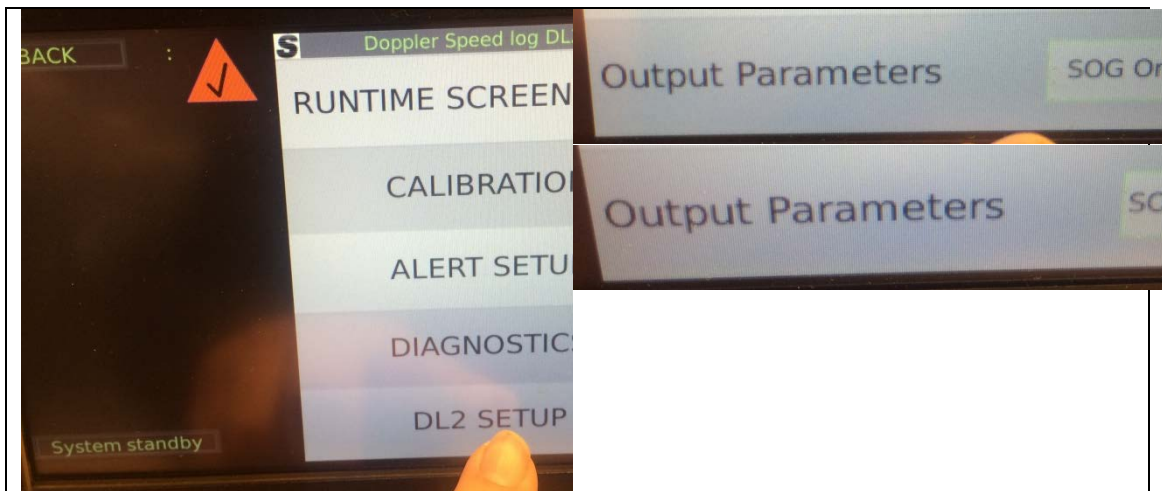 BACK
:
S
Doppler Speed log DL
RUNTIME SCREEN
CALIBRATIO
ALERT SETU
DIAGNOSTIC
DL2 SETUP
System standby
Output Parameters SOG Or
Output Parameters SO